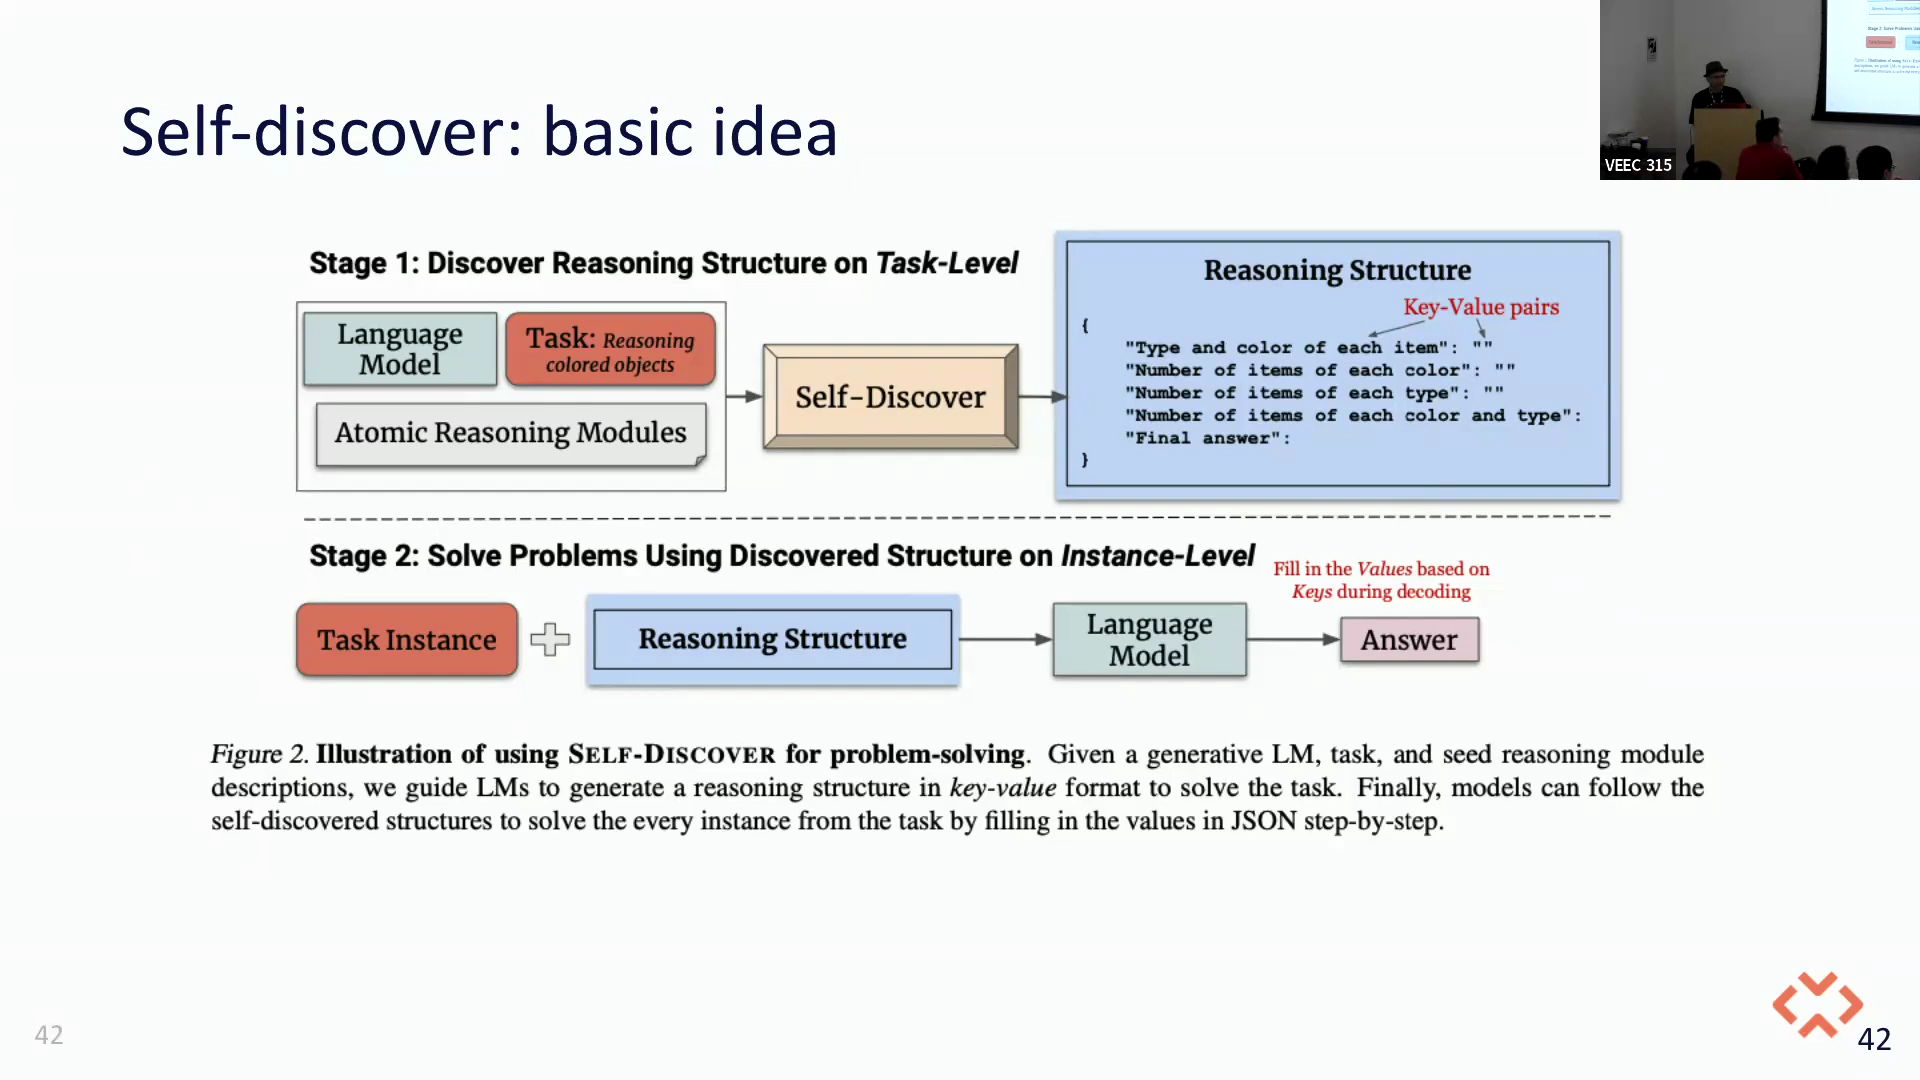 Self-discover: basic idea
VEEC 315
Stage 1: Discover Reasoning Structure on Task-Level
Language
Model
Task: Reasoning
colored objects
Atomic Reasoning Modules
Self-Discover
Reasoning Structure
Key-Value pairs
{
"Type and color of each item": ""
"Number of items of each color": ""
"Number of items of each type": ""
"Number of items of each color and type":
"Final answer":
}
Stage 2: Solve Problems Using Discovered Structure on Instance-Level
Fill in the Values based on
Keys during decoding
Task Instance
Reasoning Structure
Language
Model
Answer
Figure 2. Illustration of using SELF-DISCOVER for problem-solving. Given a generative LM, task, and seed reasoning module
descriptions, we guide LMs to generate a reasoning structure in key-value format to solve the task. Finally, models can follow the
self-discovered structures to solve the every instance from the task by filling in the values in JSON step-by-step.
42
42